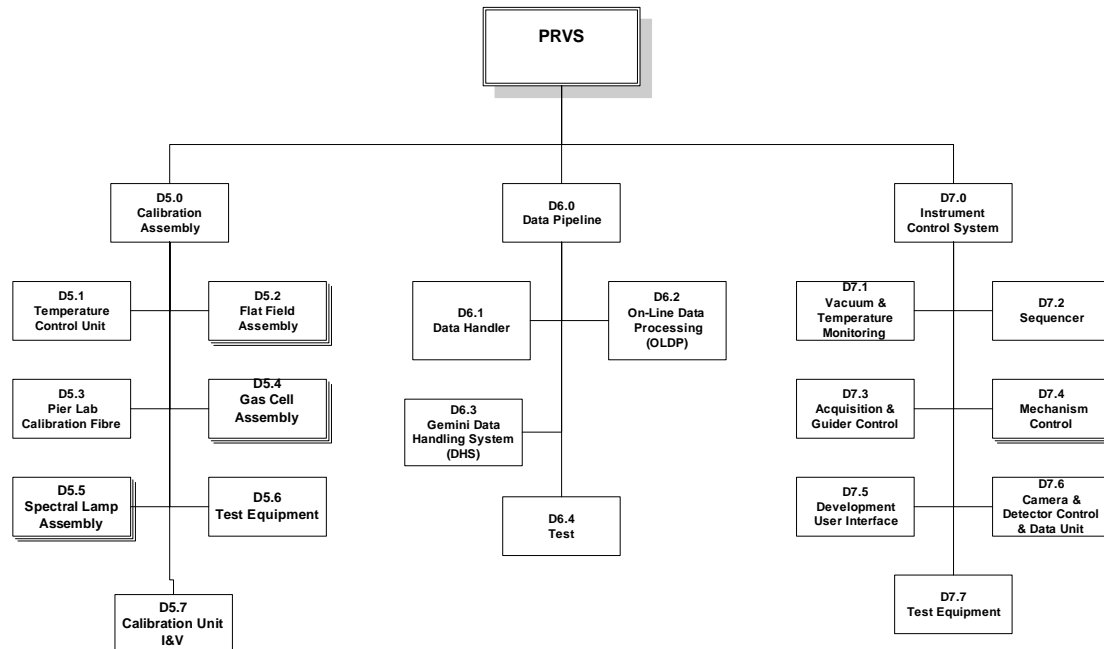 PRVS
D5.0
Calibration
Assembly
D6.0
Data Pipeline
D7.0
Instrument
Control System
D5.1
Temperature
Control Unit
D5.2
Flat Field
Assembly
D6.1
Data Handler
D6.2
On-Line Data
Processing
(OLDP)
D7.1
Vacuum &
Temperature
Monitoring
D7.2
Sequencer
D5.3
Pier Lab
Calibration Fibre
D5.4
Gas Cell
Assembly
D6.3
Gemini Data
Handling System
(DHS)
D7.3
Acquisition &
Guider Control
D7.4
Mechanism
Control
D5.5
Spectral Lamp
Assembly
D5.6
Test Equipment
D6.4
Test
D7.5
Development
User Interface
D7.6
Camera &
Detector Control
& Data Unit
D5.7
Calibration Unit
I&V
D7.7
Test Equipment